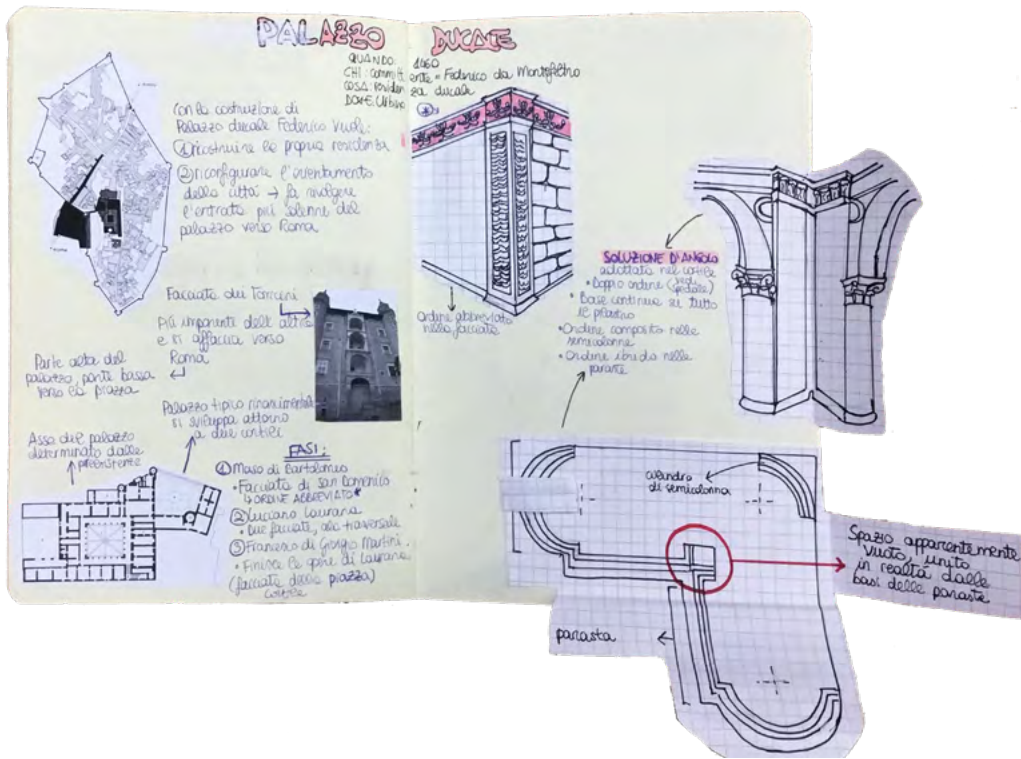 PALAZZO DUCALE
QUANDO: 1460
CHI: committente = Federico da Montefeltro
COSA: residenza ducale
DOVE: Urbino
Con la costruzione di
Palazzo ducale Federico vuole:
① ricostruire la propria residenza
② riconfigurare l'orientamento
della città → fa rivolgere
l'entrata più solenne del
palazzo verso Roma
Facciata dei Torricini
Più imponente delle altre
e si affaccia verso
Roma
Parte alta del
palazzo, parte bassa
verso la piazza
Palazzo tipico rinascimentale
si sviluppa attorno
a due cortili
Asse del palazzo
determinato dalle
preesistente
FASI:
① Maso di Bartolomeo
• Facciata di San Domenico
↳ ORDINE ABBREVIATO*
② Luciano Laurana
• Due facciate, ala trasversale
③ Francesco di Giorgio Martini
• Finisce le opere di Laurana
(facciata della piazza)
cortile
*
Ordine abbreviato
nella facciata
SOLUZIONE D'ANGOLO
adottata nel cortile
• Doppio ordine (vedi
spedale)
• Base continua su tutto
il pilastro
• Ordine composito nelle
semicolonne
• Ordine ibrido nelle
paraste
cilindro
di semicolonna
Spazio apparentemente
vuoto, unito
in realtà dalle
basi delle paraste
parasta